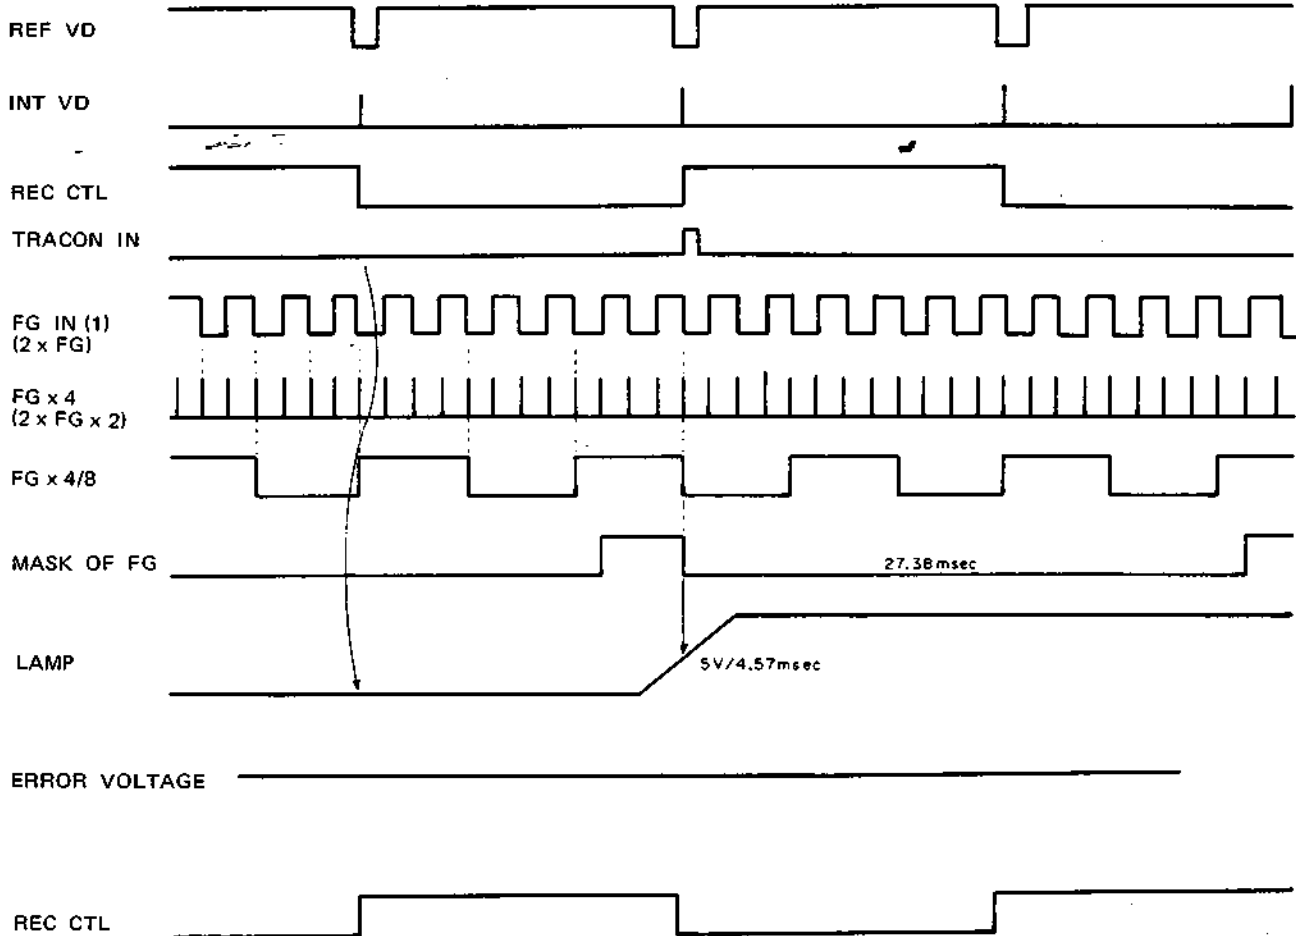 REF VD
INT VD
REC CTL
TRACON IN
FG IN (1)
(2 x FG)
FG x 4
(2 x FG x 2)
FG x 4/8
MASK OF FG
27.38msec
LAMP
5V/4.57msec
ERROR VOLTAGE
REC CTL